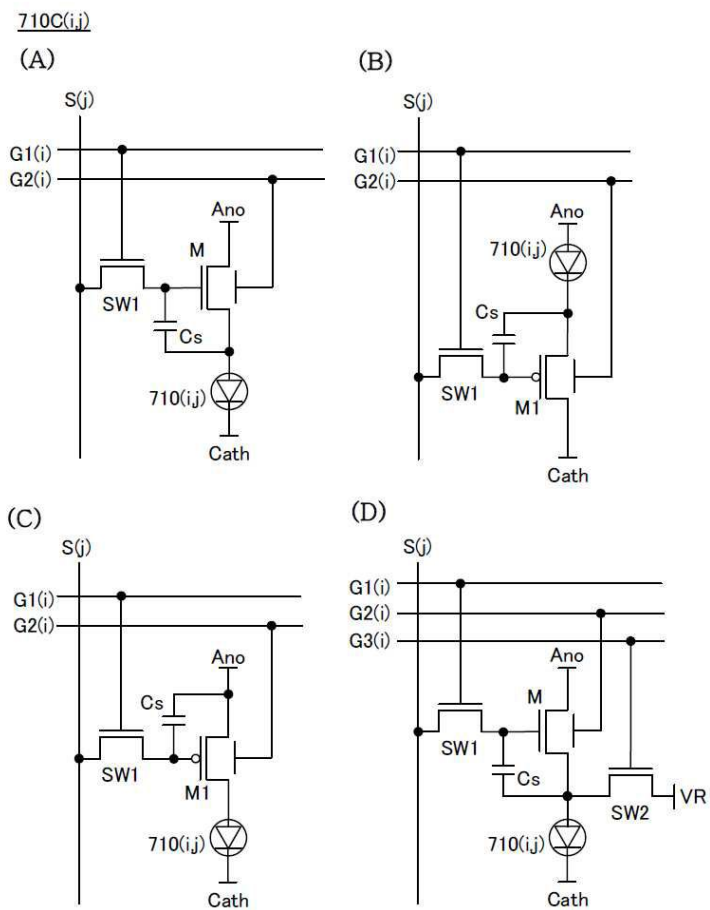 710C(i,j)
(A)
S(j)
G1(i)
G2(i)
Ano
M
SW1
Cs
710(i,j)
Cath
(B)
S(j)
G1(i)
G2(i)
Ano
710(i,j)
Cs
SW1
M1
Cath
(C)
S(j)
G1(i)
G2(i)
Ano
Cs
SW1
M1
710(i,j)
Cath
(D)
S(j)
G1(i)
G2(i)
G3(i)
Ano
M
SW1
Cs
VR
SW2
710(i,j)
Cath